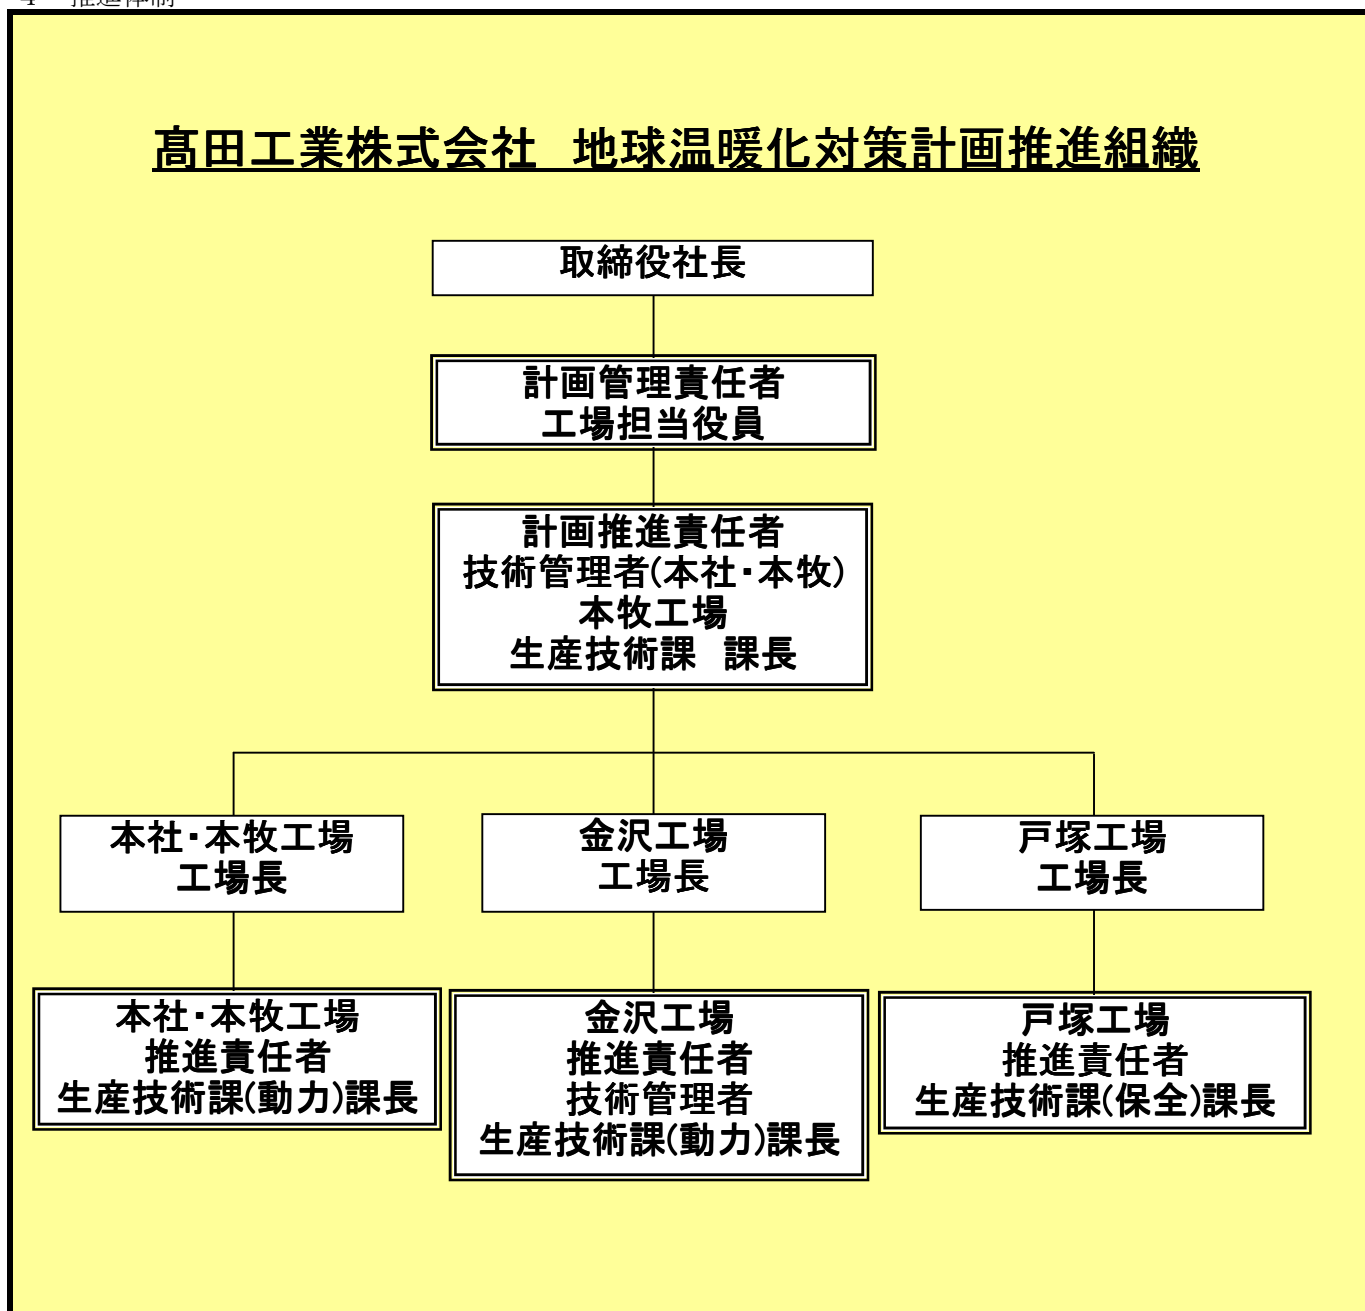 4 推進体制
髙田工業株式会社　地球温暖化対策計画推進組織
取締役社長
計画管理責任者
工場担当役員
計画推進責任者
技術管理者(本社・本牧)
本牧工場
生産技術課　課長
本社・本牧工場
工場長
金沢工場
工場長
戸塚工場
工場長
本社・本牧工場
推進責任者
生産技術課(動力)課長
金沢工場
推進責任者
技術管理者
生産技術課(動力)課長
戸塚工場
推進責任者
生産技術課(保全)課長